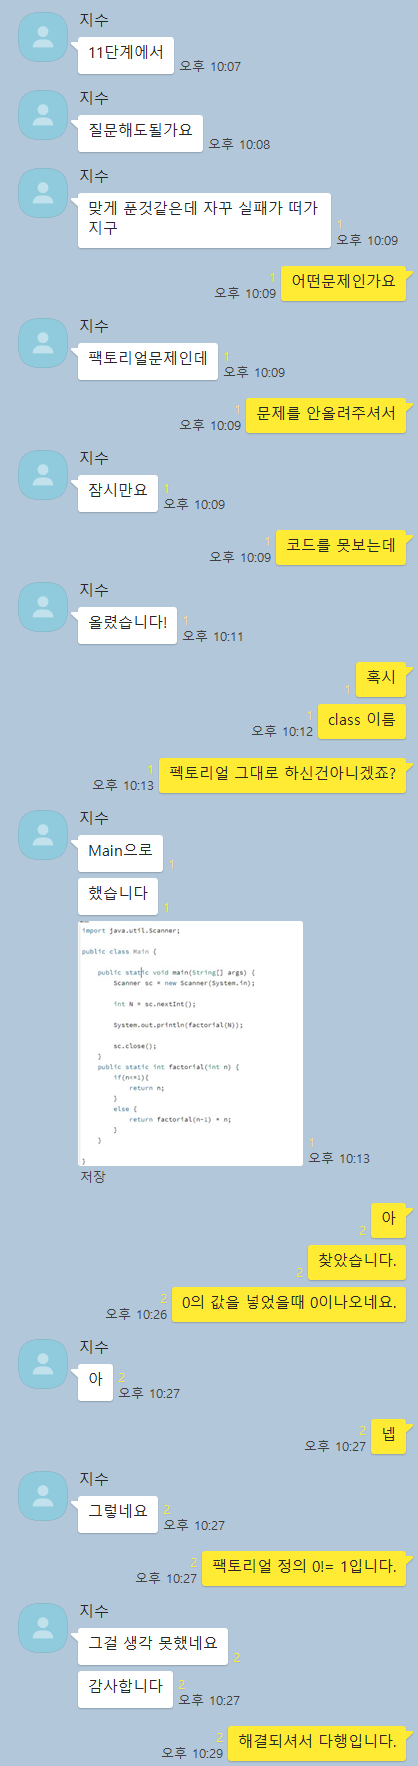 지수
11단계에서
오후 10:07
지수
질문해도될가요
오후 10:08
지수
맞게 푼것같은데 자꾸 실패가 떠가
지구
1
오후 10:09
1
오후 10:09
어떤문제인가요
지수
팩토리얼문제인데
1
오후 10:09
1
오후 10:09
문제를 안올려주셔서
지수
잠시만요
1
오후 10:09
1
오후 10:09
코드를 못보는데
지수
올렸습니다!
1
오후 10:11
1
혹시
1
오후 10:12
class 이름
1
오후 10:13
펙토리얼 그대로 하신건아니겠죠?
지수
Main으로
1
했습니다
1
import java.util.Scanner;
public class Main {
public static void main(String[] args) {
Scanner sc = new Scanner(System.in);
int N = sc.nextInt();
System.out.println(factorial(N));
sc.close();
}
public static int factorial(int n) {
if(n<=1){
return n;
}
else {
return factorial(n-1) * n;
}
}
}
1
오후 10:13
저장
2
아
2
찾았습니다.
2
오후 10:26
0의 값을 넣었을때 0이나오네요.
지수
아
2
오후 10:27
2
오후 10:27
넵
지수
그렇네요
2
오후 10:27
2
오후 10:27
팩토리얼 정의 0!= 1입니다.
지수
그걸 생각 못했네요
2
감사합니다
2
오후 10:27
2
오후 10:29
해결되셔서 다행입니다.